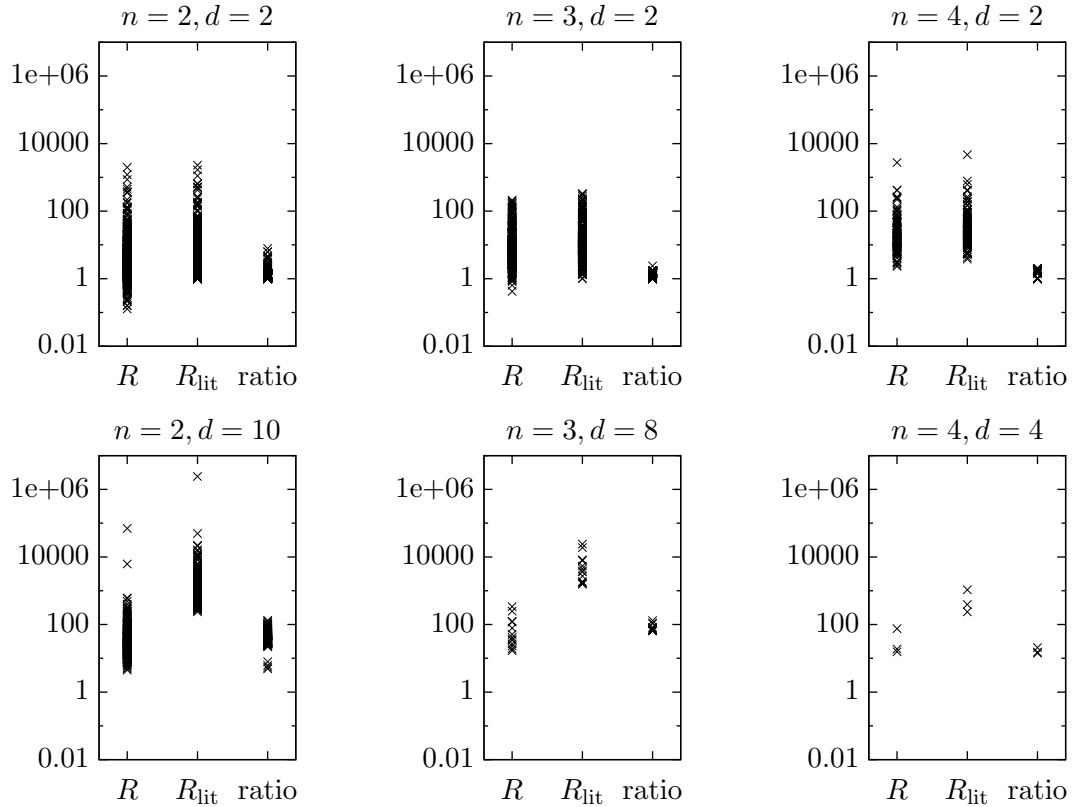 n = 2, d = 2
1e+06
10000
100
1
0.01
R R_lit ratio
n = 3, d = 2
1e+06
10000
100
1
0.01
R R_lit ratio
n = 4, d = 2
1e+06
10000
100
1
0.01
R R_lit ratio
n = 2, d = 10
1e+06
10000
100
1
0.01
R R_lit ratio
n = 3, d = 8
1e+06
10000
100
1
0.01
R R_lit ratio
n = 4, d = 4
1e+06
10000
100
1
0.01
R R_lit ratio